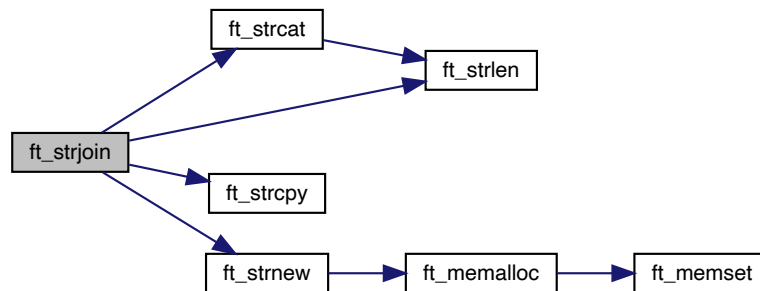 ft_strcat
ft_strlen
ft_strjoin
ft_strcpy
ft_strnew
ft_memalloc
ft_memset